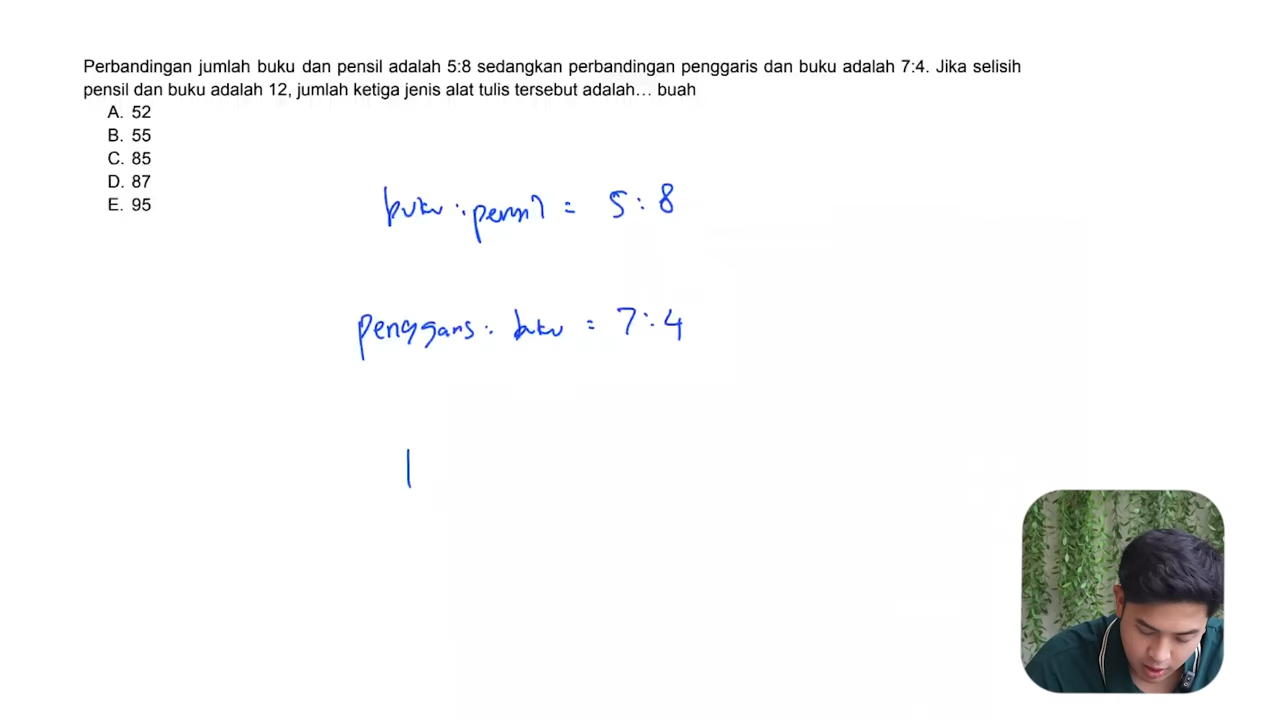 Perbandingan jumlah buku dan pensil adalah 5:8 sedangkan perbandingan penggaris dan buku adalah 7:4. Jika selisih
pensil dan buku adalah 12, jumlah ketiga jenis alat tulis tersebut adalah… buah
A. 52
B. 55
C. 85
D. 87
E. 95
buku : pensil = 5 : 8
penggaris : buku = 7 : 4